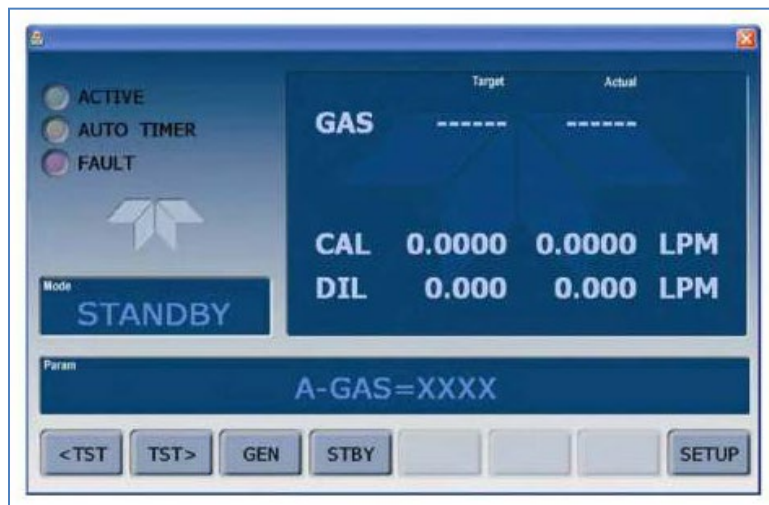 ACTIVE
AUTO TIMER
FAULT
Target Actual
GAS ------ ------
CAL 0.0000 0.0000 LPM
DIL 0.000 0.000 LPM
Mode
STANDBY
Param
A-GAS=XXXX
<TST TST> GEN STBY SETUP